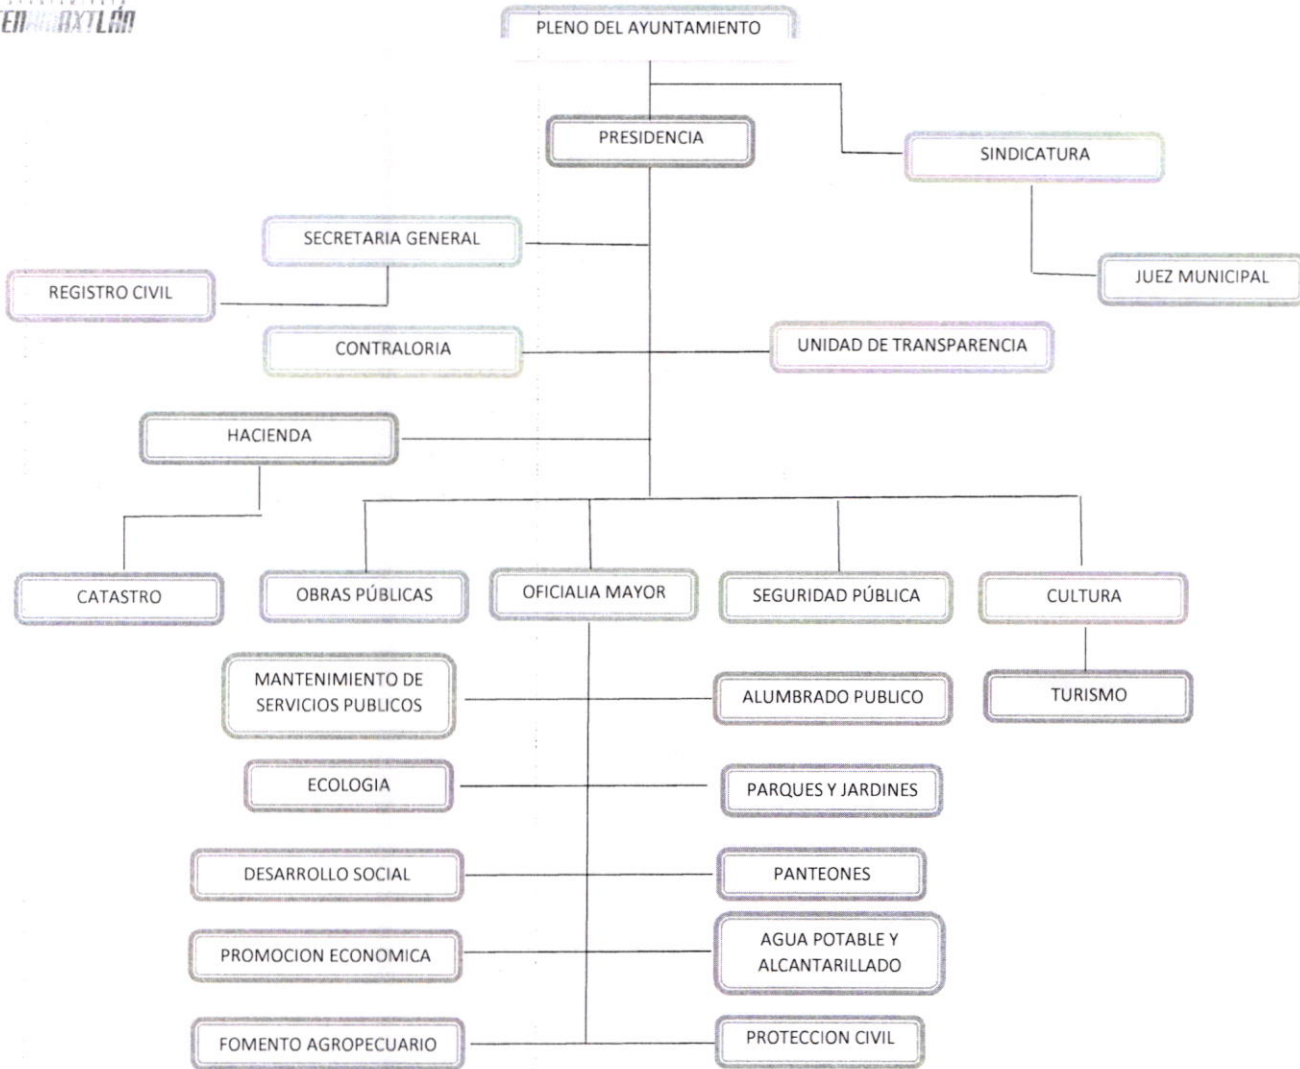 PLENO DEL AYUNTAMIENTO
PRESIDENCIA
SINDICATURA
SECRETARIA GENERAL
JUEZ MUNICIPAL
REGISTRO CIVIL
CONTRALORIA
UNIDAD DE TRANSPARENCIA
HACIENDA
CATASTRO
OBRAS PÚBLICAS
OFICIALIA MAYOR
SEGURIDAD PÚBLICA
CULTURA
MANTENIMIENTO DE
SERVICIOS PUBLICOS
ALUMBRADO PUBLICO
TURISMO
ECOLOGIA
PARQUES Y JARDINES
DESARROLLO SOCIAL
PANTEONES
PROMOCION ECONOMICA
AGUA POTABLE Y
ALCANTARILLADO
FOMENTO AGROPECUARIO
PROTECCION CIVIL